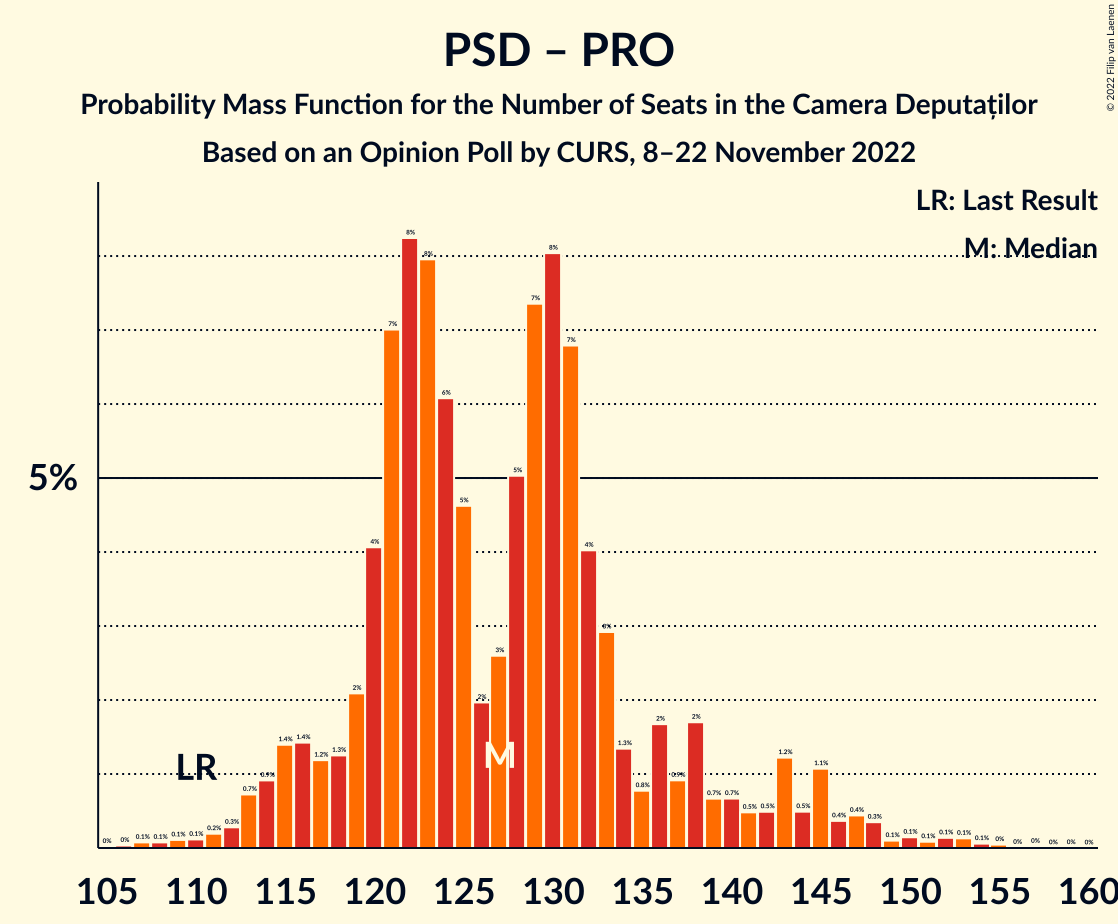 PSD – PRO
Probability Mass Function for the Number of Seats in the Camera Deputaților
Based on an Opinion Poll by CURS, 8–22 November 2022
© 2022 Filip van Laenen
LR: Last Result
M: Median
5%
0% 0% 0.1% 0.1% 0.1% 0.1% 0.2% 0.3% 0.7% 0.9% 1.4% 1.4% 1.2% 1.3% 2% 4% 7% 8% 8% 6% 5% 2% 3% 5% 7% 8% 7% 4% 3% 1.3% 0.8% 2% 0.9% 2% 0.7% 0.7% 0.5% 0.5% 1.2% 0.5% 1.1% 0.4% 0.4% 0.3% 0.1% 0.1% 0.1% 0.1% 0.1% 0.1% 0% 0% 0% 0% 0% 0%
LR
M
105 110 115 120 125 130 135 140 145 150 155 160